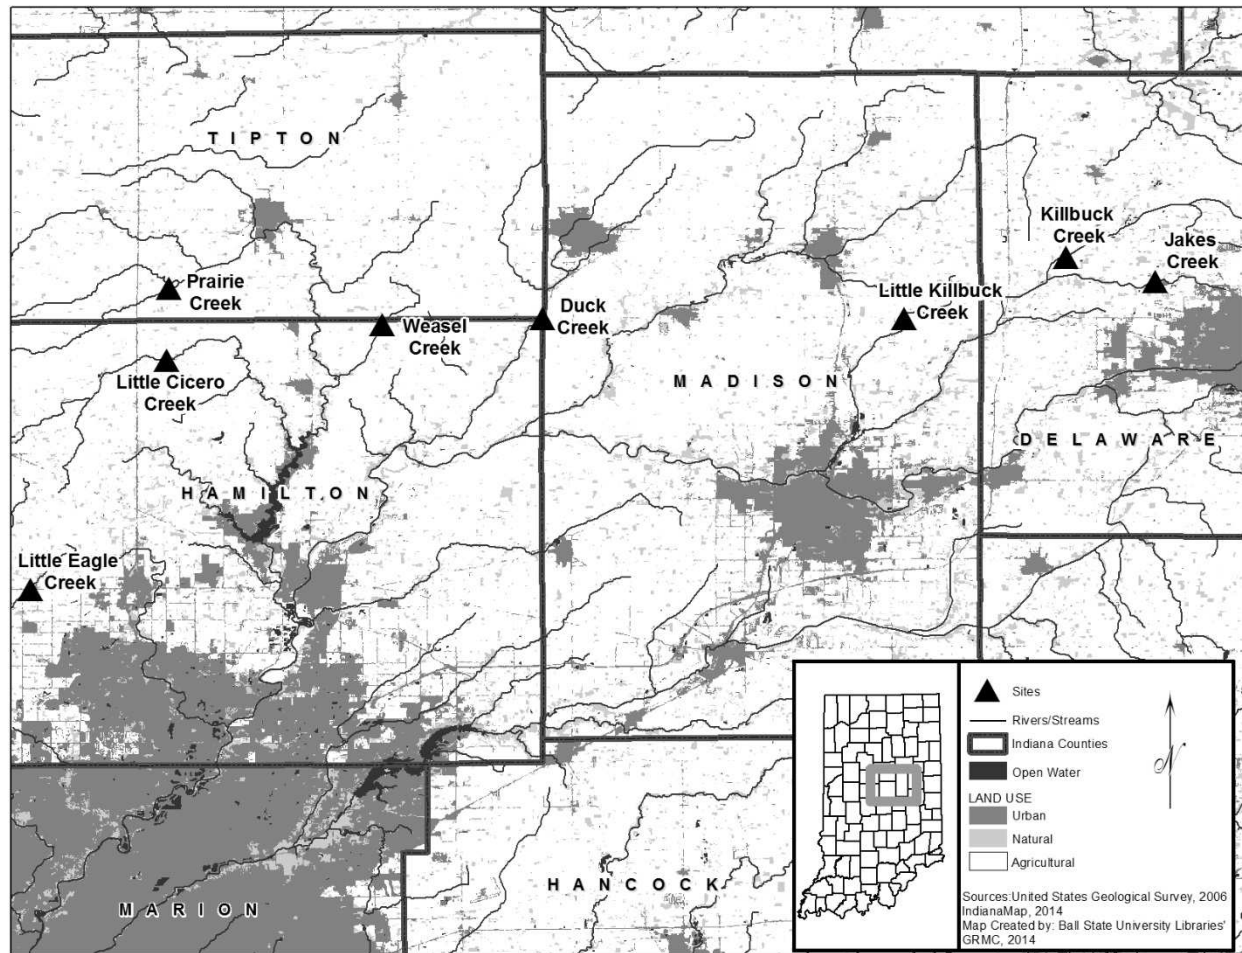 TIPTON
Killbuck
Creek
Jakes
Creek
Prairie
Creek
Duck
Creek
Little Killbuck
Creek
Weasel
Creek
Little Cicero
Creek
MADISON
DELAWARE
HAMILTON
Little Eagle
Creek
HANCOCK
MARION
Sites
Rivers/Streams
Indiana Counties
Open Water
LAND USE
Urban
Natural
Agricultural
N
Sources:United States Geological Survey, 2006
IndianaMap, 2014
Map Created by: Ball State University Libraries'
GRMC, 2014